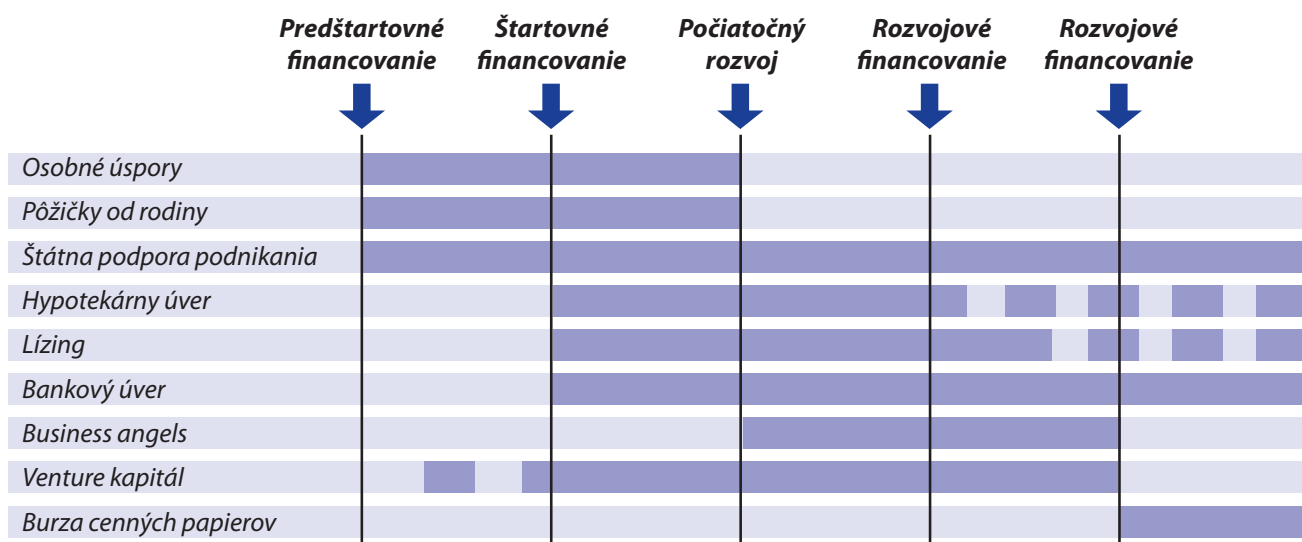 Predštartovné
financovanie
Štartovné
financovanie
Počiatočný
rozvoj
Rozvojové
financovanie
Rozvojové
financovanie
Osobné úspory
Pôžičky od rodiny
Štátna podpora podnikania
Hypotekárny úver
Lízing
Bankový úver
Business angels
Venture kapitál
Burza cenných papierov